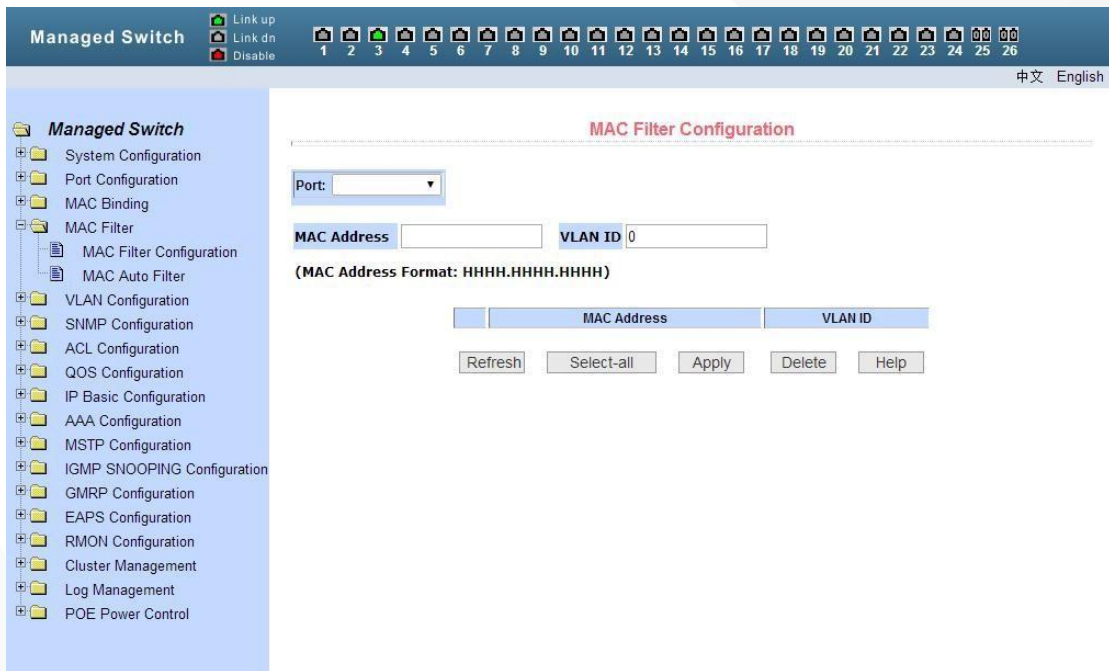 Managed Switch
Link up
Link dn
Disable
1 2 3 4 5 6 7 8 9 10 11 12 13 14 15 16 17 18 19 20 21 22 23 24 25 26
中文 English
Managed Switch
System Configuration
Port Configuration
MAC Binding
MAC Filter
MAC Filter Configuration
MAC Auto Filter
VLAN Configuration
SNMP Configuration
ACL Configuration
QOS Configuration
IP Basic Configuration
AAA Configuration
MSTP Configuration
IGMP SNOOPING Configuration
GMRP Configuration
EAPS Configuration
RMON Configuration
Cluster Management
Log Management
POE Power Control
MAC Filter Configuration
Port:
MAC Address VLAN ID 0
(MAC Address Format: HHHH.HHHH.HHHH)
MAC Address VLAN ID
Refresh Select-all Apply Delete Help